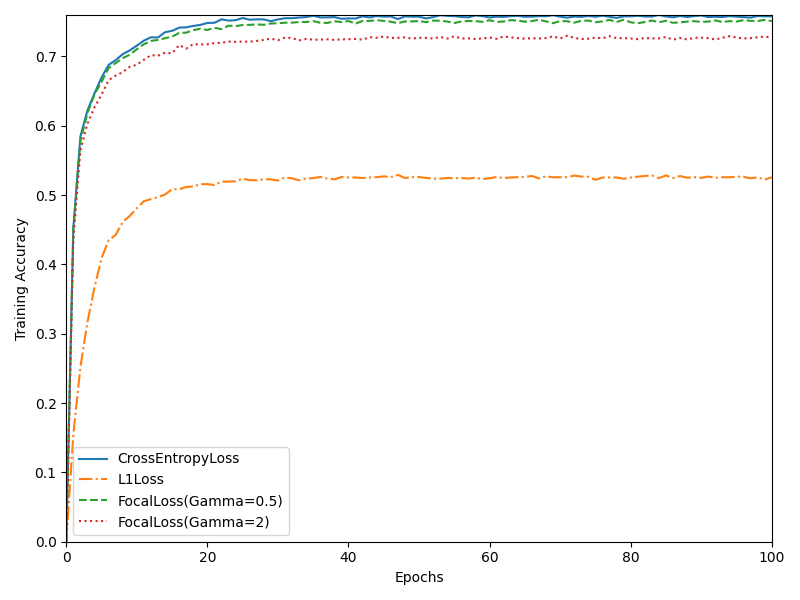 0.7
0.6
0.5
0.4
0.3
0.2
0.1
0.0
Training Accuracy
CrossEntropyLoss
L1Loss
FocalLoss(Gamma=0.5)
FocalLoss(Gamma=2)
0 20 40 60 80 100
Epochs